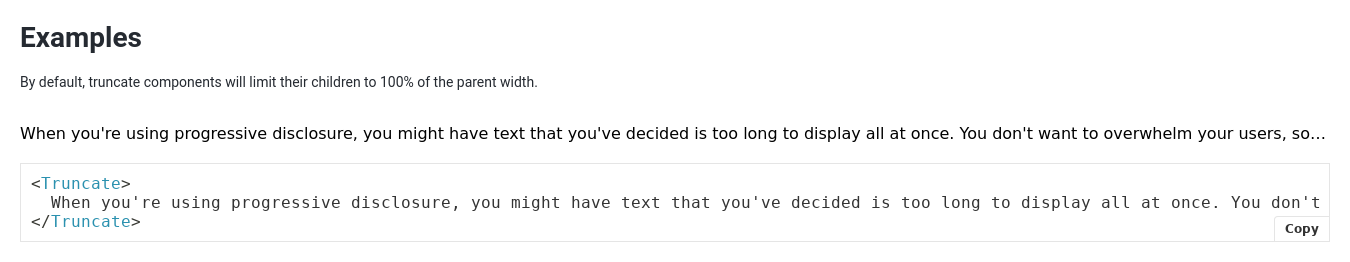 Examples
By default, truncate components will limit their children to 100% of the parent width.
When you're using progressive disclosure, you might have text that you've decided is too long to display all at once. You don't want to overwhelm your users, so…
<Truncate>
  When you're using progressive disclosure, you might have text that you've decided is too long to display all at once. You don't
</Truncate>
Copy